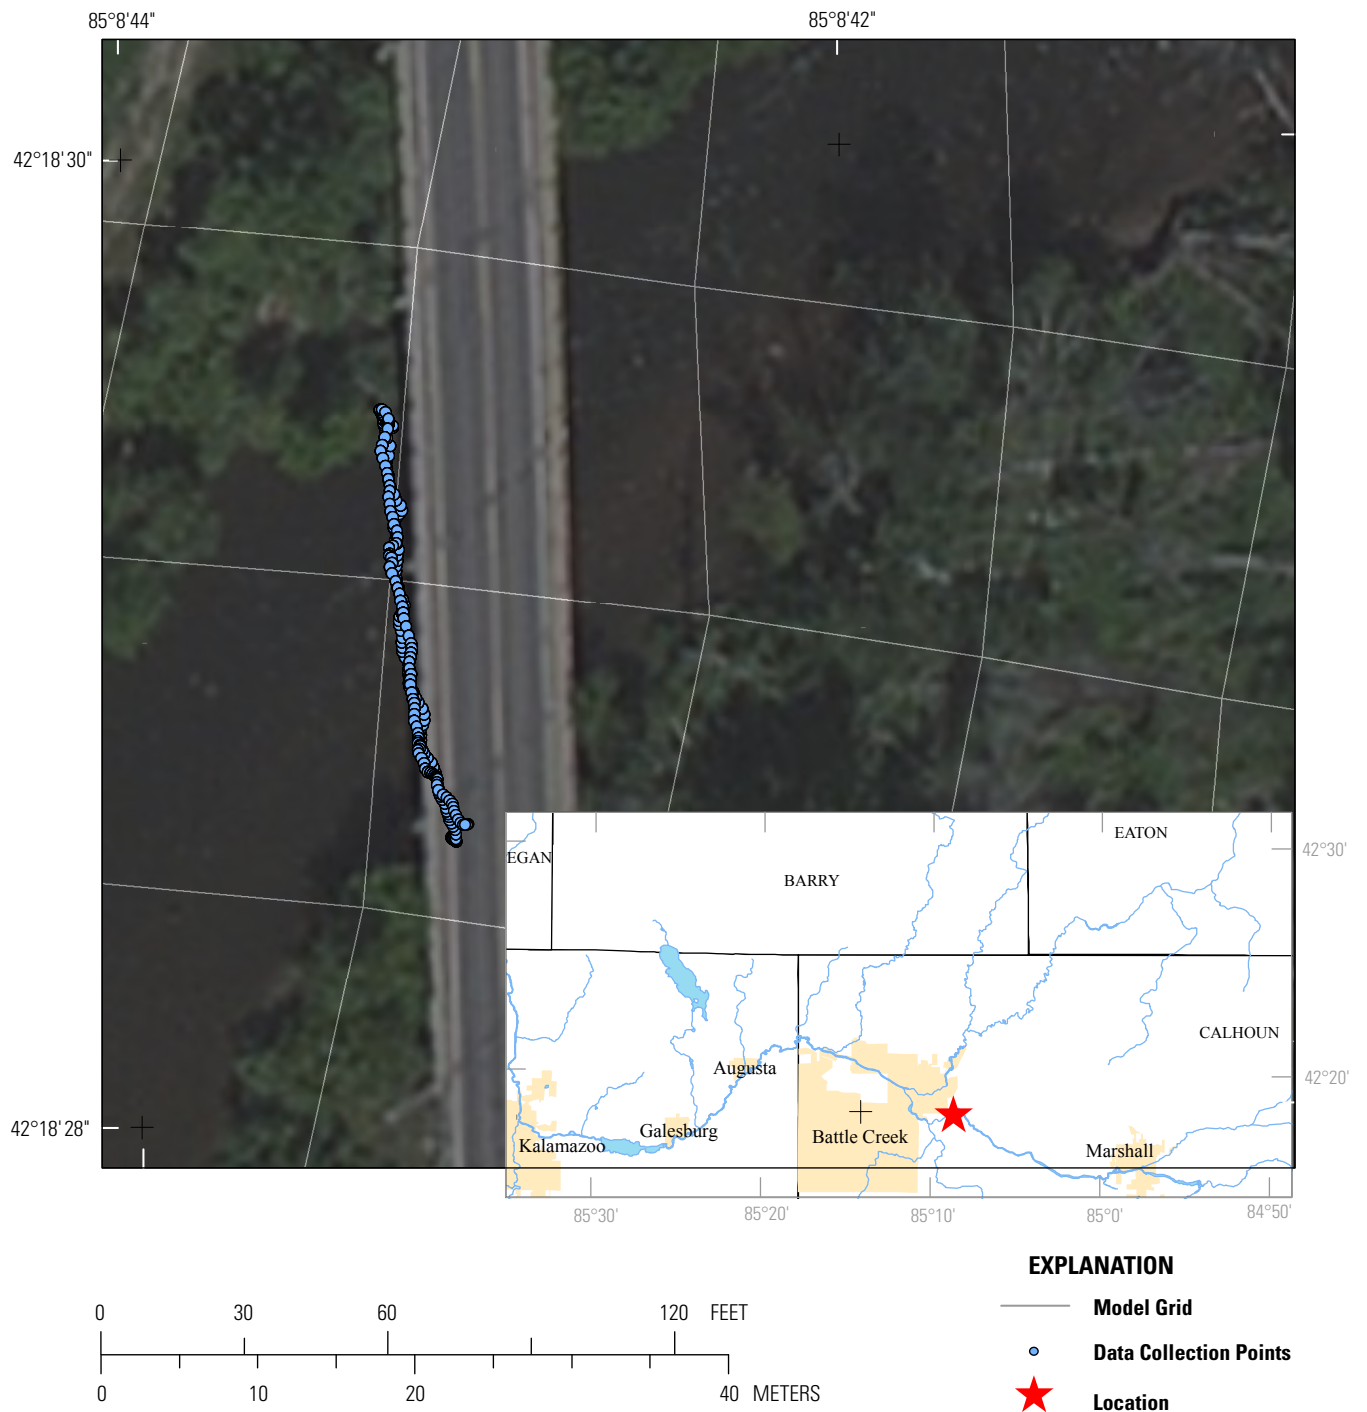 85°8'44" 85°8'42"
42°18'30"
EATON
42°30'
EGAN
BARRY
CALHOUN
Augusta
42°20'
42°18'28"
Galesburg
Battle Creek
Kalamazoo
Marshall
85°30' 85°20' 85°10' 85°0' 84°50'
EXPLANATION
0 30 60 120 FEET
Model Grid
Data Collection Points
0 10 20 40 METERS
Location